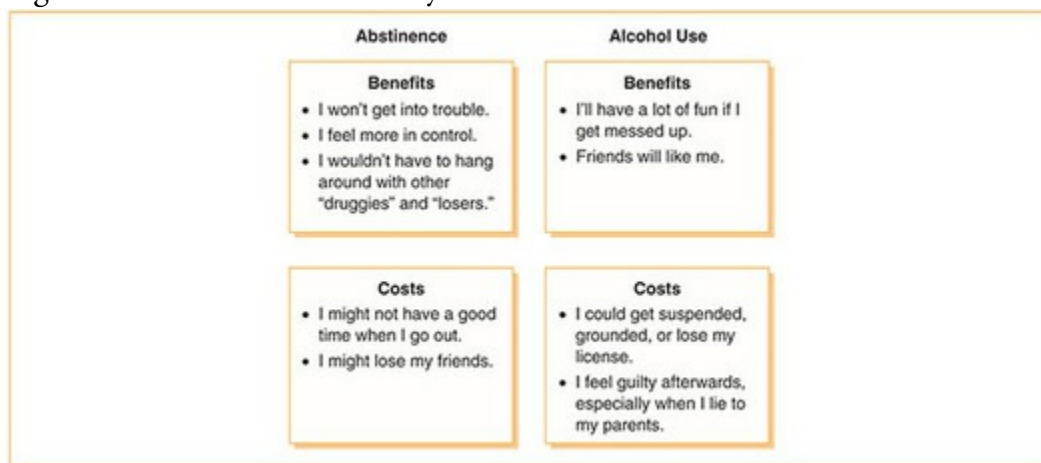 Abstinence
Alcohol Use
Benefits
• I won't get into trouble.
• I feel more in control.
• I wouldn't have to hang
around with other
"druggies" and "losers."
Benefits
• I'll have a lot of fun if I
get messed up.
• Friends will like me.
Costs
• I might not have a good
time when I go out.
• I might lose my friends.
Costs
• I could get suspended,
grounded, or lose my
license.
• I feel guilty afterwards,
especially when I lie to
my parents.